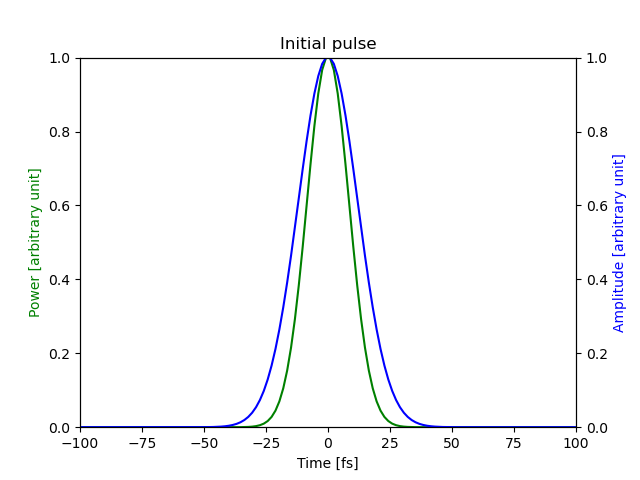 Initial pulse
1.0
0.8
0.6
0.4
0.2
0.0
Power [arbitrary unit]
1.0
0.8
0.6
0.4
0.2
0.0
Amplitude [arbitrary unit]
−100 −75 −50 −25 0 25 50 75 100
Time [fs]